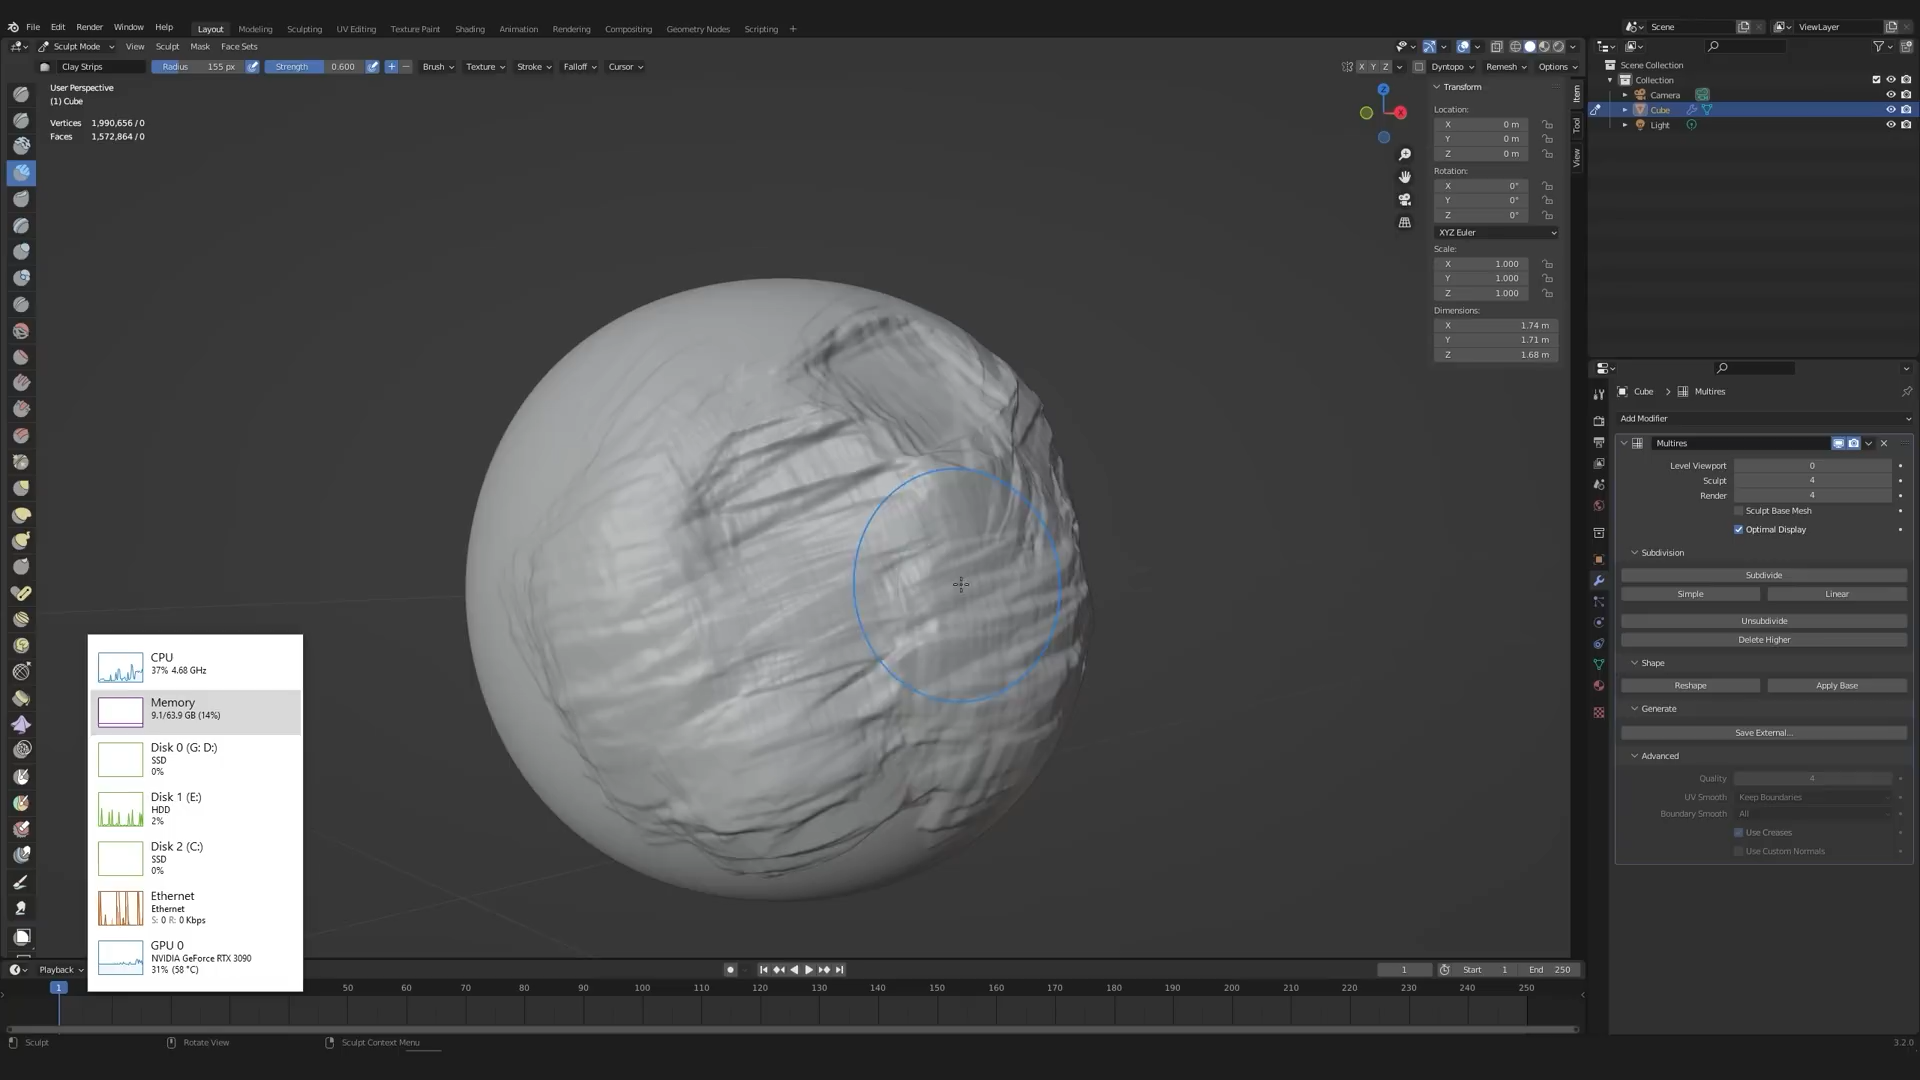 File Edit Render Window Help Layout Modeling Sculpting UV Editing Texture Paint Shading Animation Rendering Compositing Geometry Nodes Scripting + Scene ViewLayer
Sculpt Mode View Sculpt Mask Face Sets
Clay Strips Radius 155 px Strength 0.600 + − Brush Texture Stroke Falloff Cursor X Y Z Dyntopo Remesh Options
User Perspective
(1) Cube
Vertices 1,990,656 / 0
Faces 1,572,864 / 0
Z
X
Transform
Location:
X 0 m
Y 0 m
Z 0 m
Rotation:
X 0°
Y 0°
Z 0°
XYZ Euler
Scale:
X 1.000
Y 1.000
Z 1.000
Dimensions:
X 1.74 m
Y 1.71 m
Z 1.68 m
Item
Tool
View
Scene Collection
Collection
Camera
Cube
Light
Cube > Multires
Add Modifier
Multires
Level Viewport 0
Sculpt 4
Render 4
Sculpt Base Mesh
Optimal Display
Subdivision
Subdivide
Simple Linear
Unsubdivide
Delete Higher
Shape
Reshape Apply Base
Generate
Save External...
Advanced
Quality 4
UV Smooth Keep Boundaries
Boundary Smooth All
Use Creases
Use Custom Normals
CPU
37% 4.68 GHz
Memory
9.1/63.9 GB (14%)
Disk 0 (G: D:)
SSD
0%
Disk 1 (E:)
HDD
2%
Disk 2 (C:)
SSD
0%
Ethernet
Ethernet
S: 0 R: 0 Kbps
GPU 0
NVIDIA GeForce RTX 3090
31% (58 °C)
Playback 1 Start 1 End 250
1 50 60 70 80 90 100 110 120 130 140 150 160 170 180 190 200 210 220 230 240 250
Sculpt Rotate View Sculpt Context Menu 3.2.0